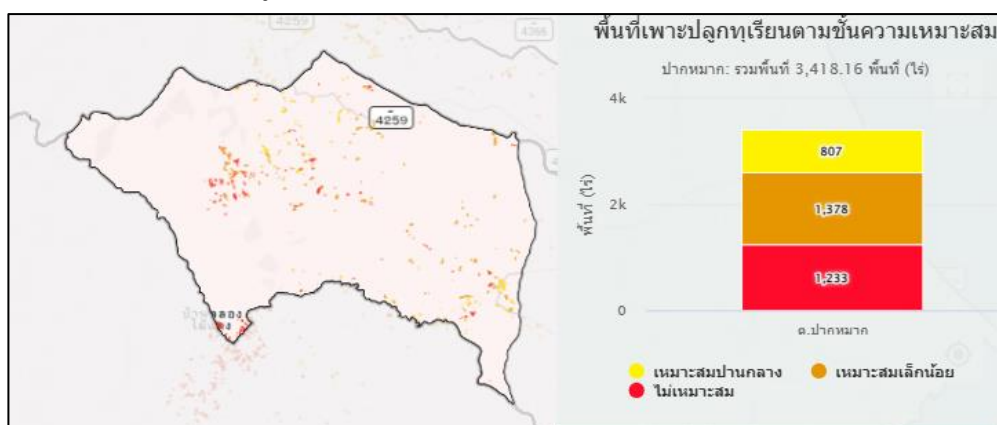 4266
4259
พื้นที่เพาะปลูกทุเรียนตามชั้นความเหมาะสม
ปากหมาก: รวมพื้นที่ 3,418.16 พื้นที่ (ไร่)
4k
2k
0
พื้นที่ (ไร่)
807
1,378
1,233
ต.ปากหมาก
เหมาะสมปานกลาง
เหมาะสมเล็กน้อย
ไม่เหมาะสม